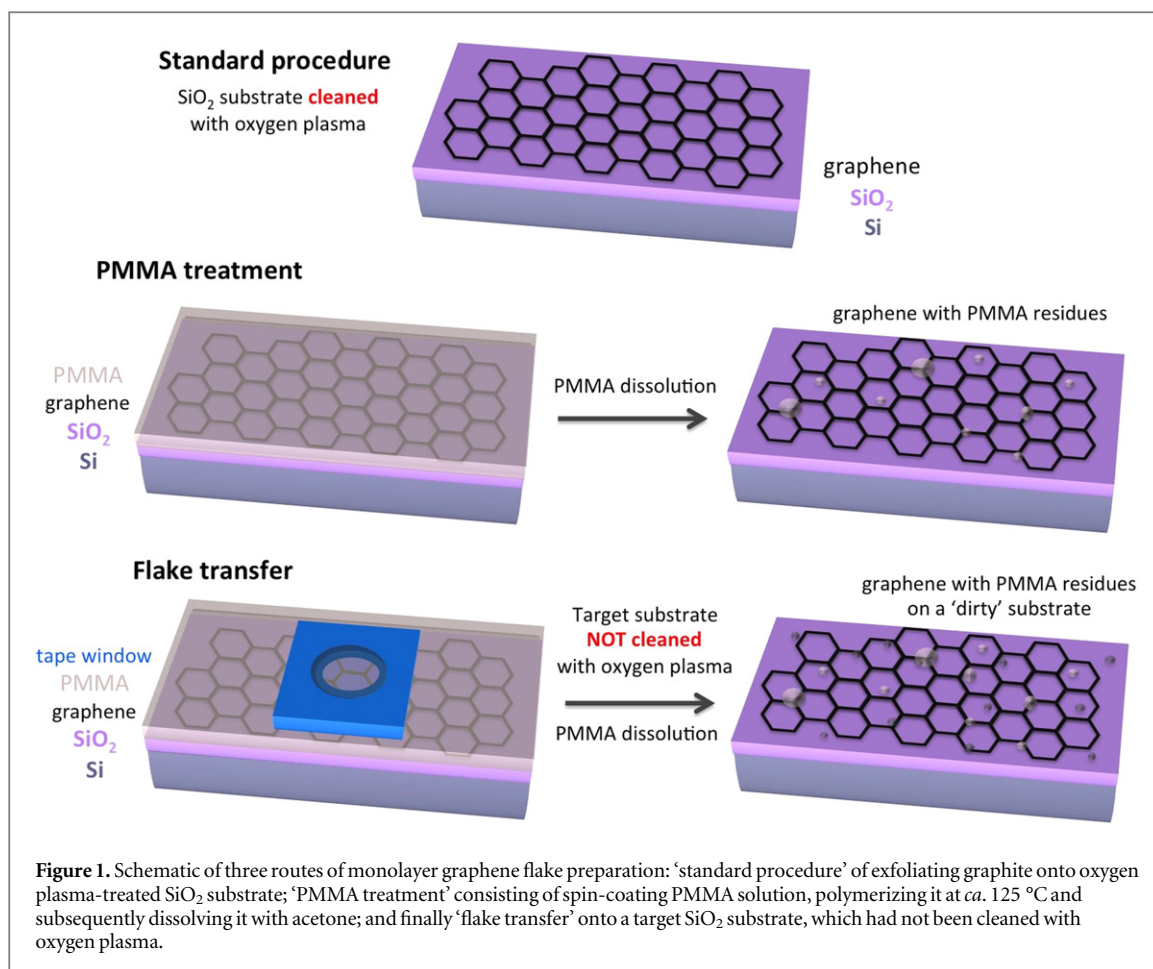 Standard procedure
SiO₂ substrate cleaned
with oxygen plasma
graphene
SiO₂
Si
PMMA treatment
PMMA
graphene
SiO₂
Si
PMMA dissolution
graphene with PMMA residues
Flake transfer
tape window
PMMA
graphene
SiO₂
Si
Target substrate
NOT cleaned
with oxygen plasma
PMMA dissolution
graphene with PMMA residues
on a ‘dirty’ substrate
Figure 1. Schematic of three routes of monolayer graphene flake preparation: ‘standard procedure’ of exfoliating graphite onto oxygen
plasma-treated SiO₂ substrate; ‘PMMA treatment’ consisting of spin-coating PMMA solution, polymerizing it at ca. 125 °C and
subsequently dissolving it with acetone; and finally ‘flake transfer’ onto a target SiO₂ substrate, which had not been cleaned with
oxygen plasma.